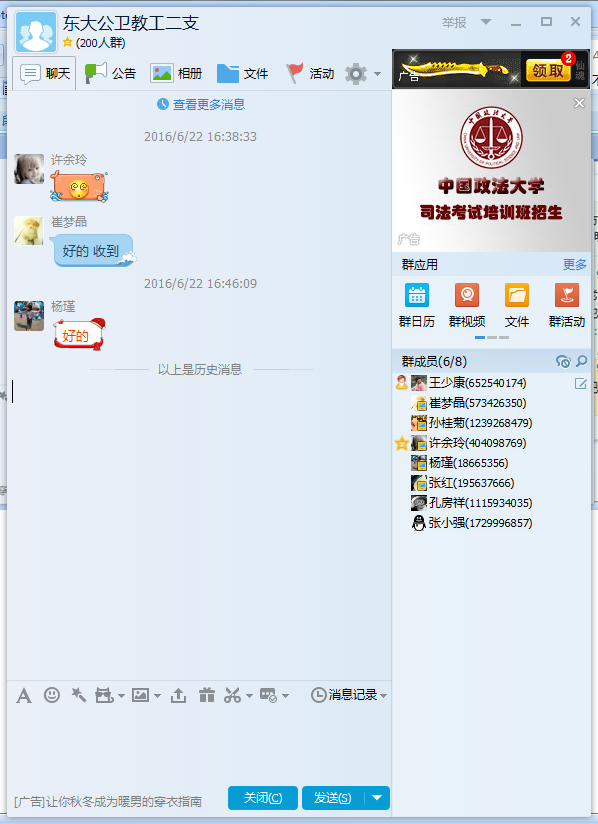 东大公卫教工二支
举报
(200人群)
聊天
公告
相册
文件
活动
查看更多消息
2016/6/22 16:38:33
许余玲
崔梦晶
好的 收到
2016/6/22 16:46:09
杨瑾
好的
以上是历史消息
消息记录
[广告]让你秋冬成为暖男的穿衣指南
关闭(C)
发送(S)
广告
领取
2
仙魂
中国政法大学
司法考试培训班招生
广告
群应用
更多
群日历
群视频
文件
群活动
群成员(6/8)
王少康(652540174)
崔梦晶(573426350)
孙桂菊(1239268479)
许余玲(404098769)
杨瑾(18665356)
张红(195637666)
孔房祥(1115934035)
张小强(1729996857)